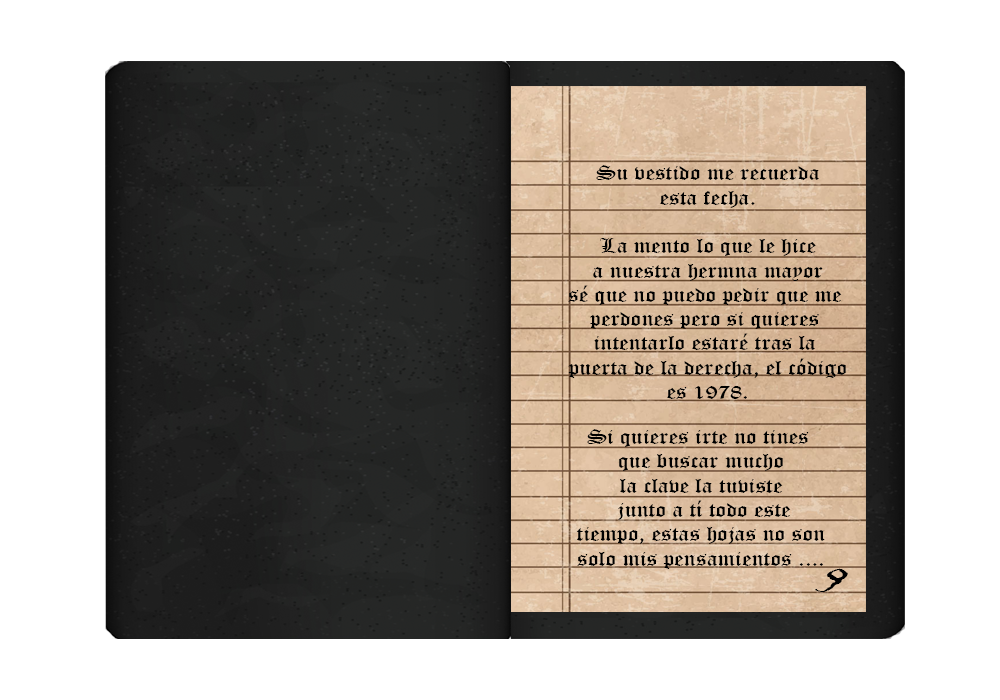 Su vestido me recuerda
esta fecha.
La mento lo que le hice
a nuestra hermna mayor
sé que no puedo pedir que me
perdones pero si quieres
intentarlo estaré tras la
puerta de la derecha, el código
es 1978.
Si quieres irte no tines
que buscar mucho
la clave la tuviste
junto a tí todo este
tiempo, estas hojas no son
solo mis pensamientos ....
9